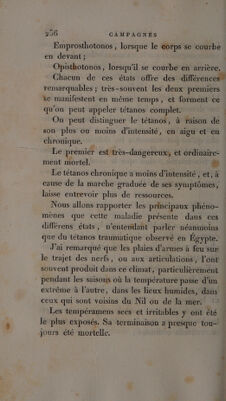 256 CAMPAGNES
Emprosthotonos, lorsque le corps se courbe
en devant ;
Opisthotonos, lorsqu'il se courbe en arrière.
Chacun de ces états offre des différences
remarquables ; très-souvent les deux premiers
se manifestent en même temps, et forment ce
qu'on peut appeler tétanos complet.
On peut distinguer le tétanos, à raison de
son plus ou moins d'intensité, en aigu et en
chronique.
Le premier est très-dangereux, et ordinaire-
ment mortel.
Le tétanos chronique a moins d'intensité, et, à
cause de la marche graduée de ses symptômes,
laisse entrevoir plus de ressources.
Nous allons rapporter les principaux phéno-
mènes que cette maladie présente dans ces
différens états, n'entendant parler néanmoins
que du tétanos traumatique observé en Égypte.
J'ai remarqué que les plaies d'armes à feu sur
le trajet des nerfs, ou aux articulations, l'ont
souvent produit dans ce climat, particulièrement
pendant les saisons où la température passe d'un
extrême à l'autre, dans les lieux humides, dans
ceux qui sont voisins du Nil ou de la mer.
Les tempéramens secs et irritables y ont été
le plus exposés. Sa terminaison a presque tou-
jours été mortelle.